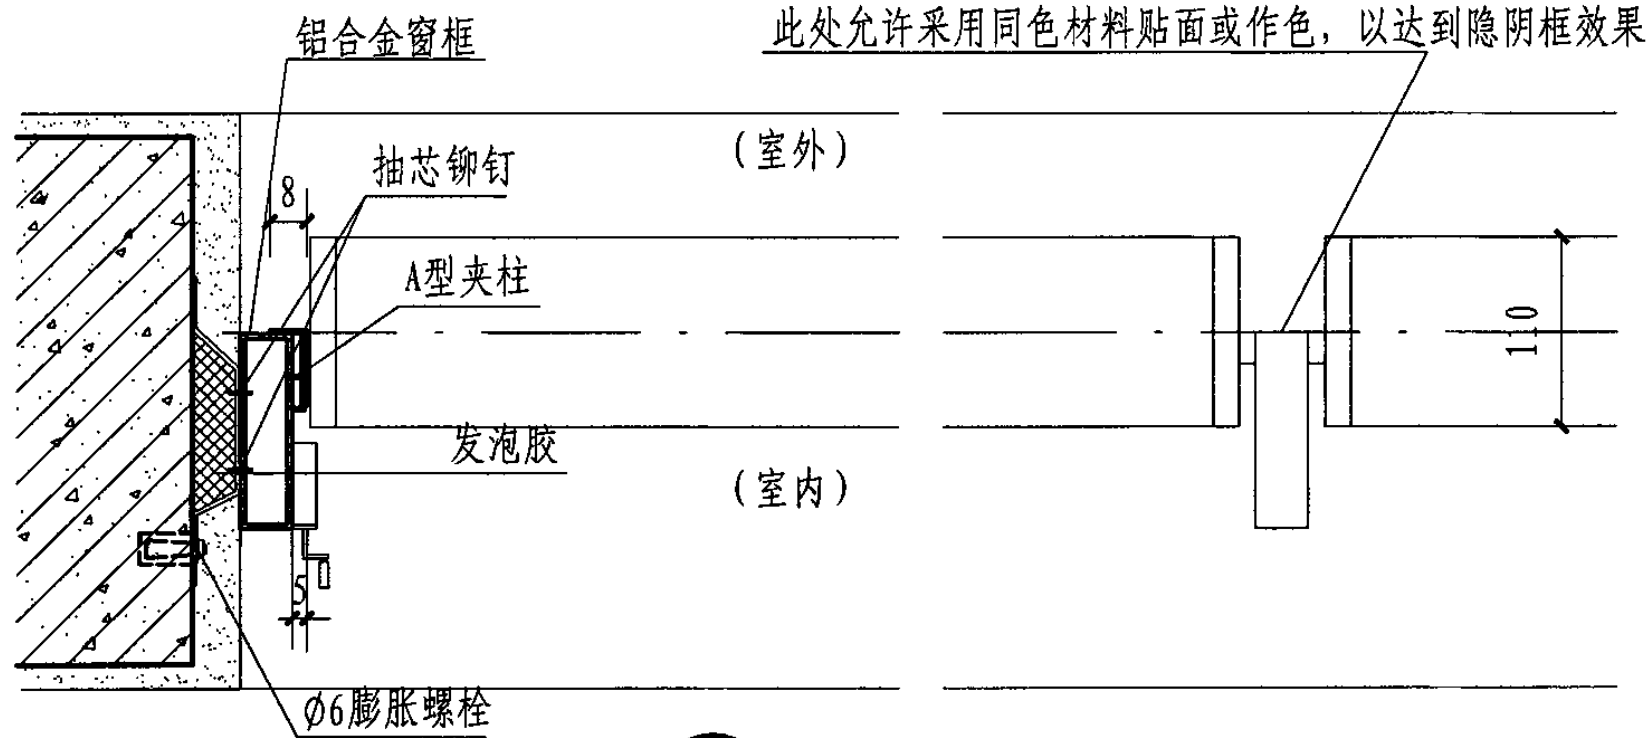 铝合金窗框
此处允许采用同色材料贴面或作色，以达到隐阴框效果
(室外)
抽芯铆钉
8
A型夹柱
110
发泡胶
(室内)
5
Ø6膨胀螺栓